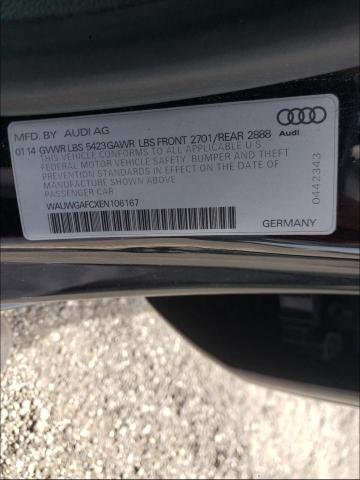 MFD. BY AUDI AG
01 14 GVWR LBS 5423 GAWR LBS FRONT 2701/REAR 2888
THIS VEHICLE CONFORMS TO ALL APPLICABLE U S
FEDERAL MOTOR VEHICLE SAFETY, BUMPER AND THEFT
PREVENTION STANDARDS IN EFFECT ON THE DATE OF
MANUFACTURE SHOWN ABOVE
PASSENGER CAR
WAUWGAFCXEN106167
Audi
0442343
GERMANY